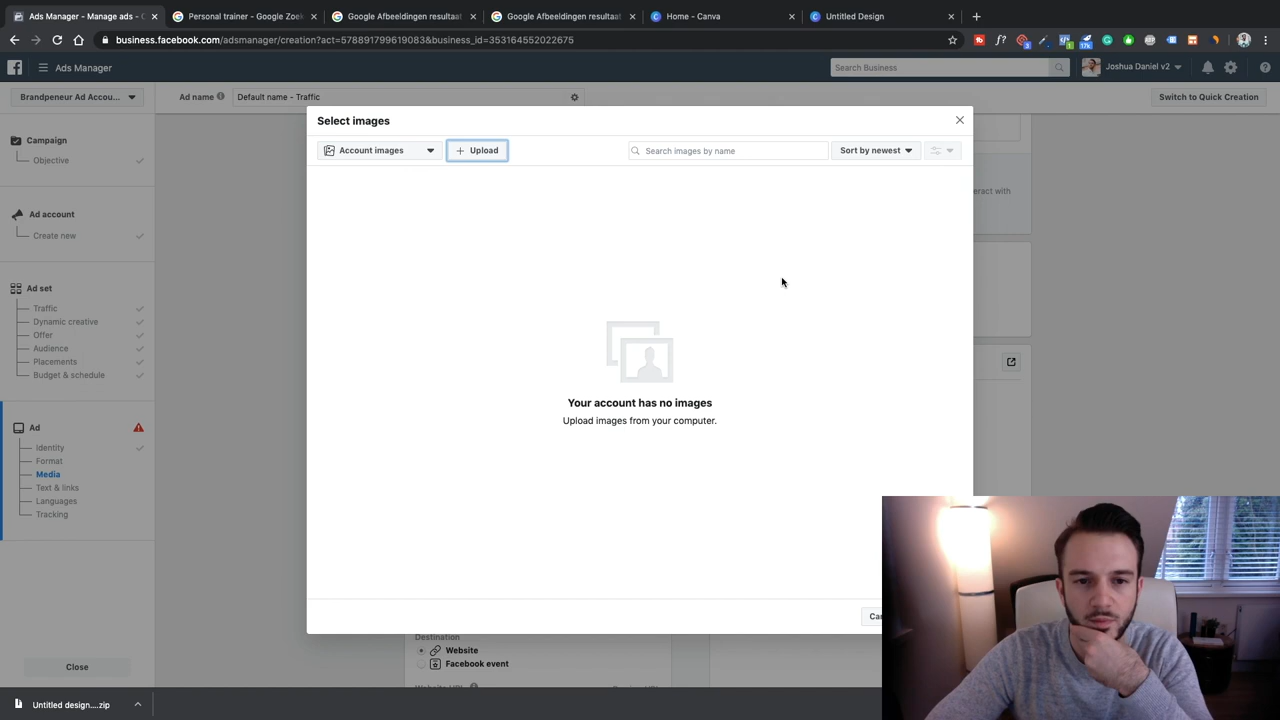 Ads Manager - Manage ads - C
Personal trainer - Google Zoek
Google Afbeeldingen resultaat
Google Afbeeldingen resultaat
Home - Canva
Untitled Design
business.facebook.com/adsmanager/creation?act=578891799619083&business_id=353164552022675
Ads Manager
Search Business
Joshua Daniel v2
Brandpeneur Ad Accou...
Ad name
Default name - Traffic
Switch to Quick Creation
Select images
Account images
Upload
Search images by name
Sort by newest
Campaign
Objective
eract with
Ad account
Create new
Ad set
Traffic
Dynamic creative
Offer
Audience
Placements
Budget & schedule
Your account has no images
Upload images from your computer.
Ad
Identity
Format
Media
Text & links
Languages
Tracking
Can
Destination
Website
Facebook event
Close
Untitled design....zip